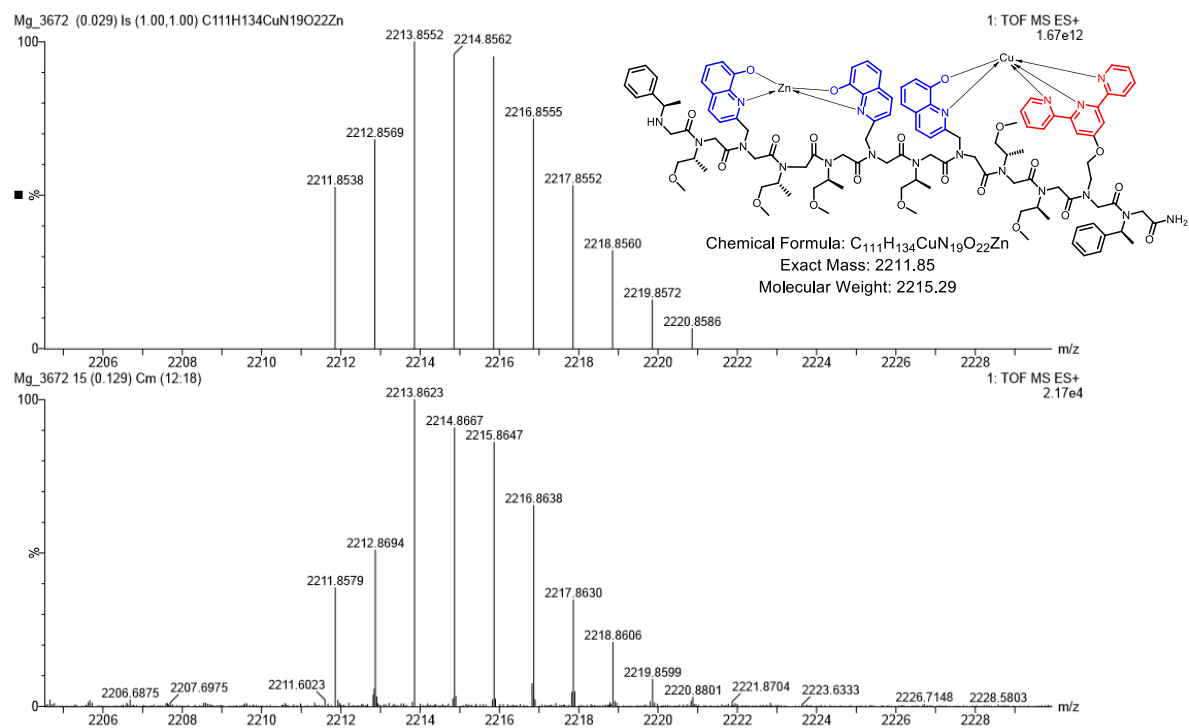 Mg_3672 (0.029) Is (1.00,1.00) C111H134CuN19O22Zn
1: TOF MS ES+
1.67e12
100
%
0
2213.8552
2214.8562
2212.8569
2216.8555
2211.8538
2217.8552
2218.8560
2219.8572
2220.8586
O
Zn
O
O
Cu
N
N
N
N
N
N
HN
O
N
O
N
O
N
O
N
O
N
O
N
O
N
O
N
O
N
O
N
O
N
O
NH2
O
O
O
O
O
O
Chemical Formula: C111H134CuN19O22Zn
Exact Mass: 2211.85
Molecular Weight: 2215.29
2206 2208 2210 2212 2214 2216 2218 2220 2222 2224 2226 2228
m/z
Mg_3672 15 (0.129) Cm (12:18)
1: TOF MS ES+
2.17e4
100
%
0
2213.8623
2214.8667
2215.8647
2216.8638
2212.8694
2211.8579
2217.8630
2218.8606
2219.8599
2206.6875
2207.6975
2211.6023
2220.8801
2221.8704
2223.6333
2226.7148
2228.5803
2206 2208 2210 2212 2214 2216 2218 2220 2222 2224 2226 2228
m/z